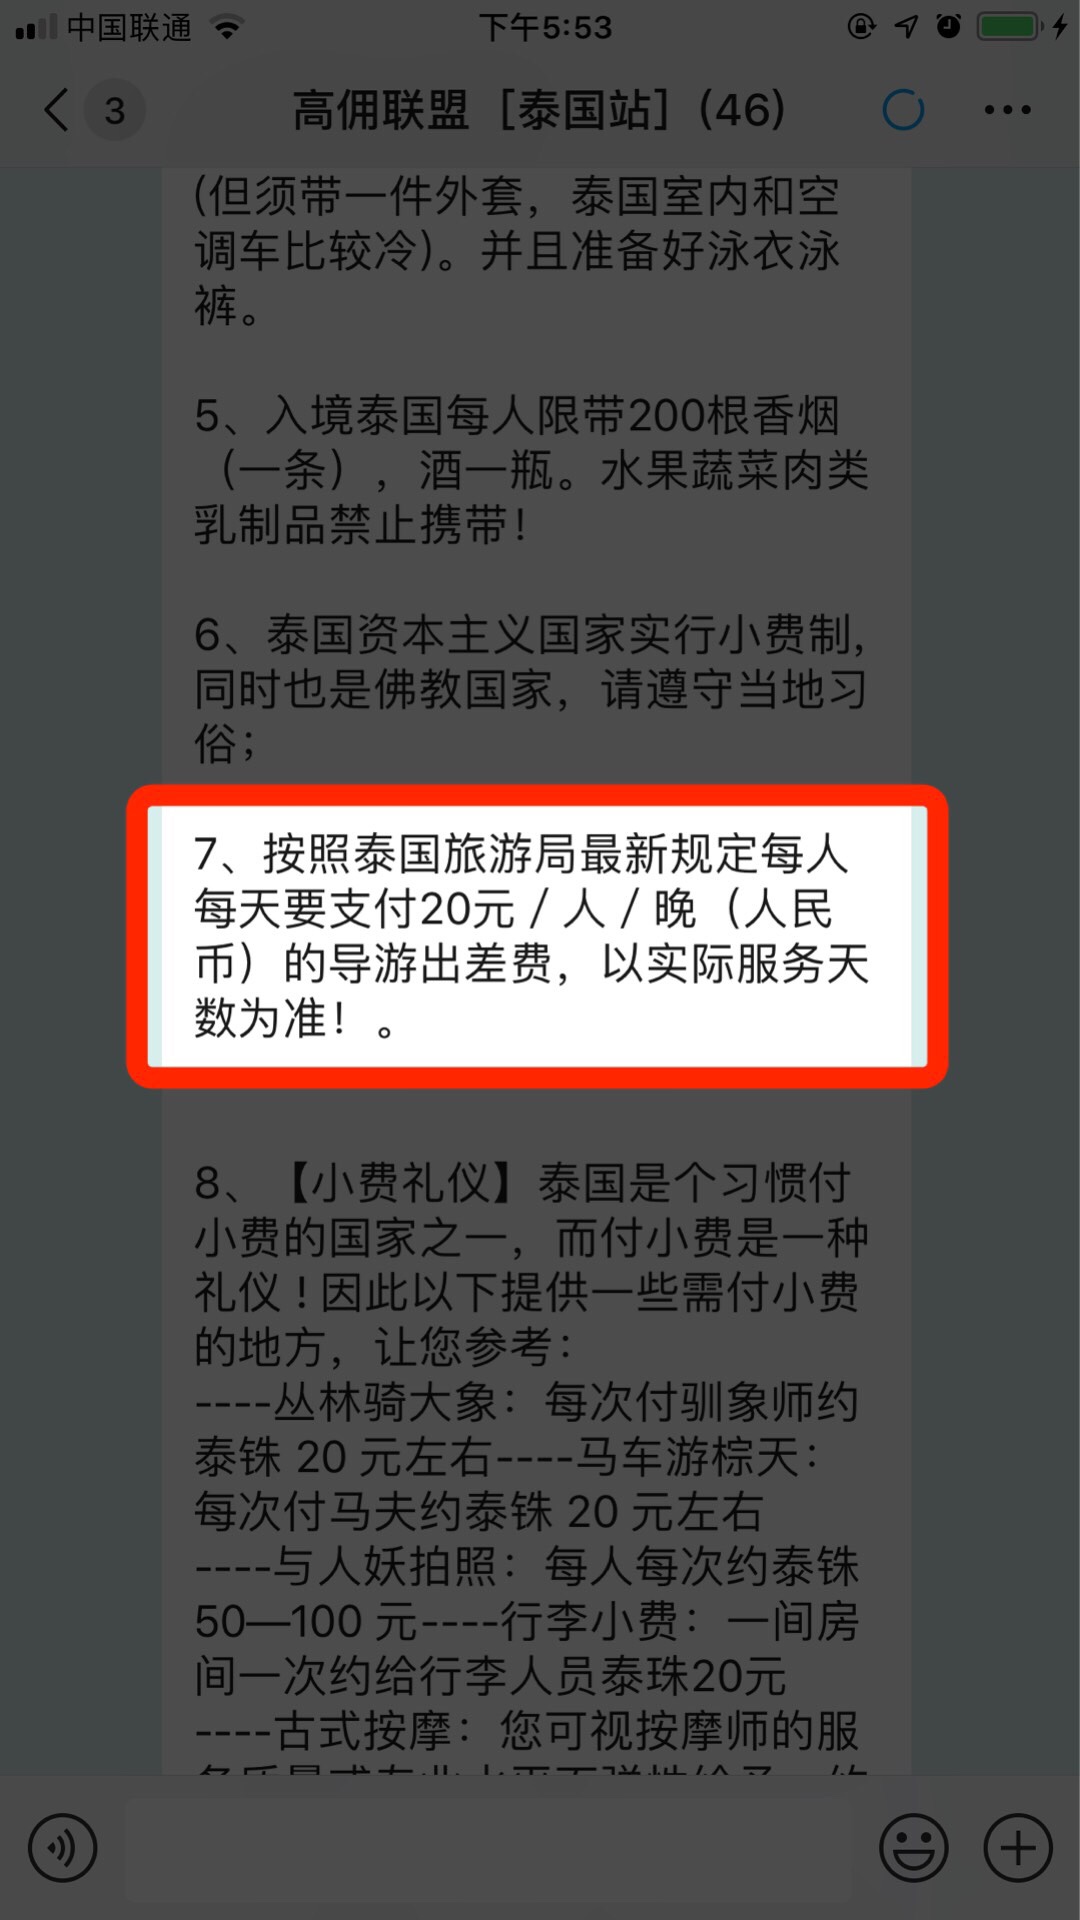 中国联通
下午5:53
3
高佣联盟［泰国站］(46)
(但须带一件外套，泰国室内和空
调车比较冷)。并且准备好泳衣泳
裤。
5、入境泰国每人限带200根香烟
（一条），酒一瓶。水果蔬菜肉类
乳制品禁止携带！
6、泰国资本主义国家实行小费制,
同时也是佛教国家，请遵守当地习
俗；
7、按照泰国旅游局最新规定每人
每天要支付20元 / 人 / 晚（人民
币）的导游出差费，以实际服务天
数为准！。
8、【小费礼仪】泰国是个习惯付
小费的国家之一，而付小费是一种
礼仪！因此以下提供一些需付小费
的地方，让您参考：
----丛林骑大象：每次付驯象师约
泰铢 20 元左右----马车游棕天：
每次付马夫约泰铢 20 元左右
----与人妖拍照：每人每次约泰铢
50—100 元----行李小费：一间房
间一次约给行李人员泰珠20元
----古式按摩：您可视按摩师的服